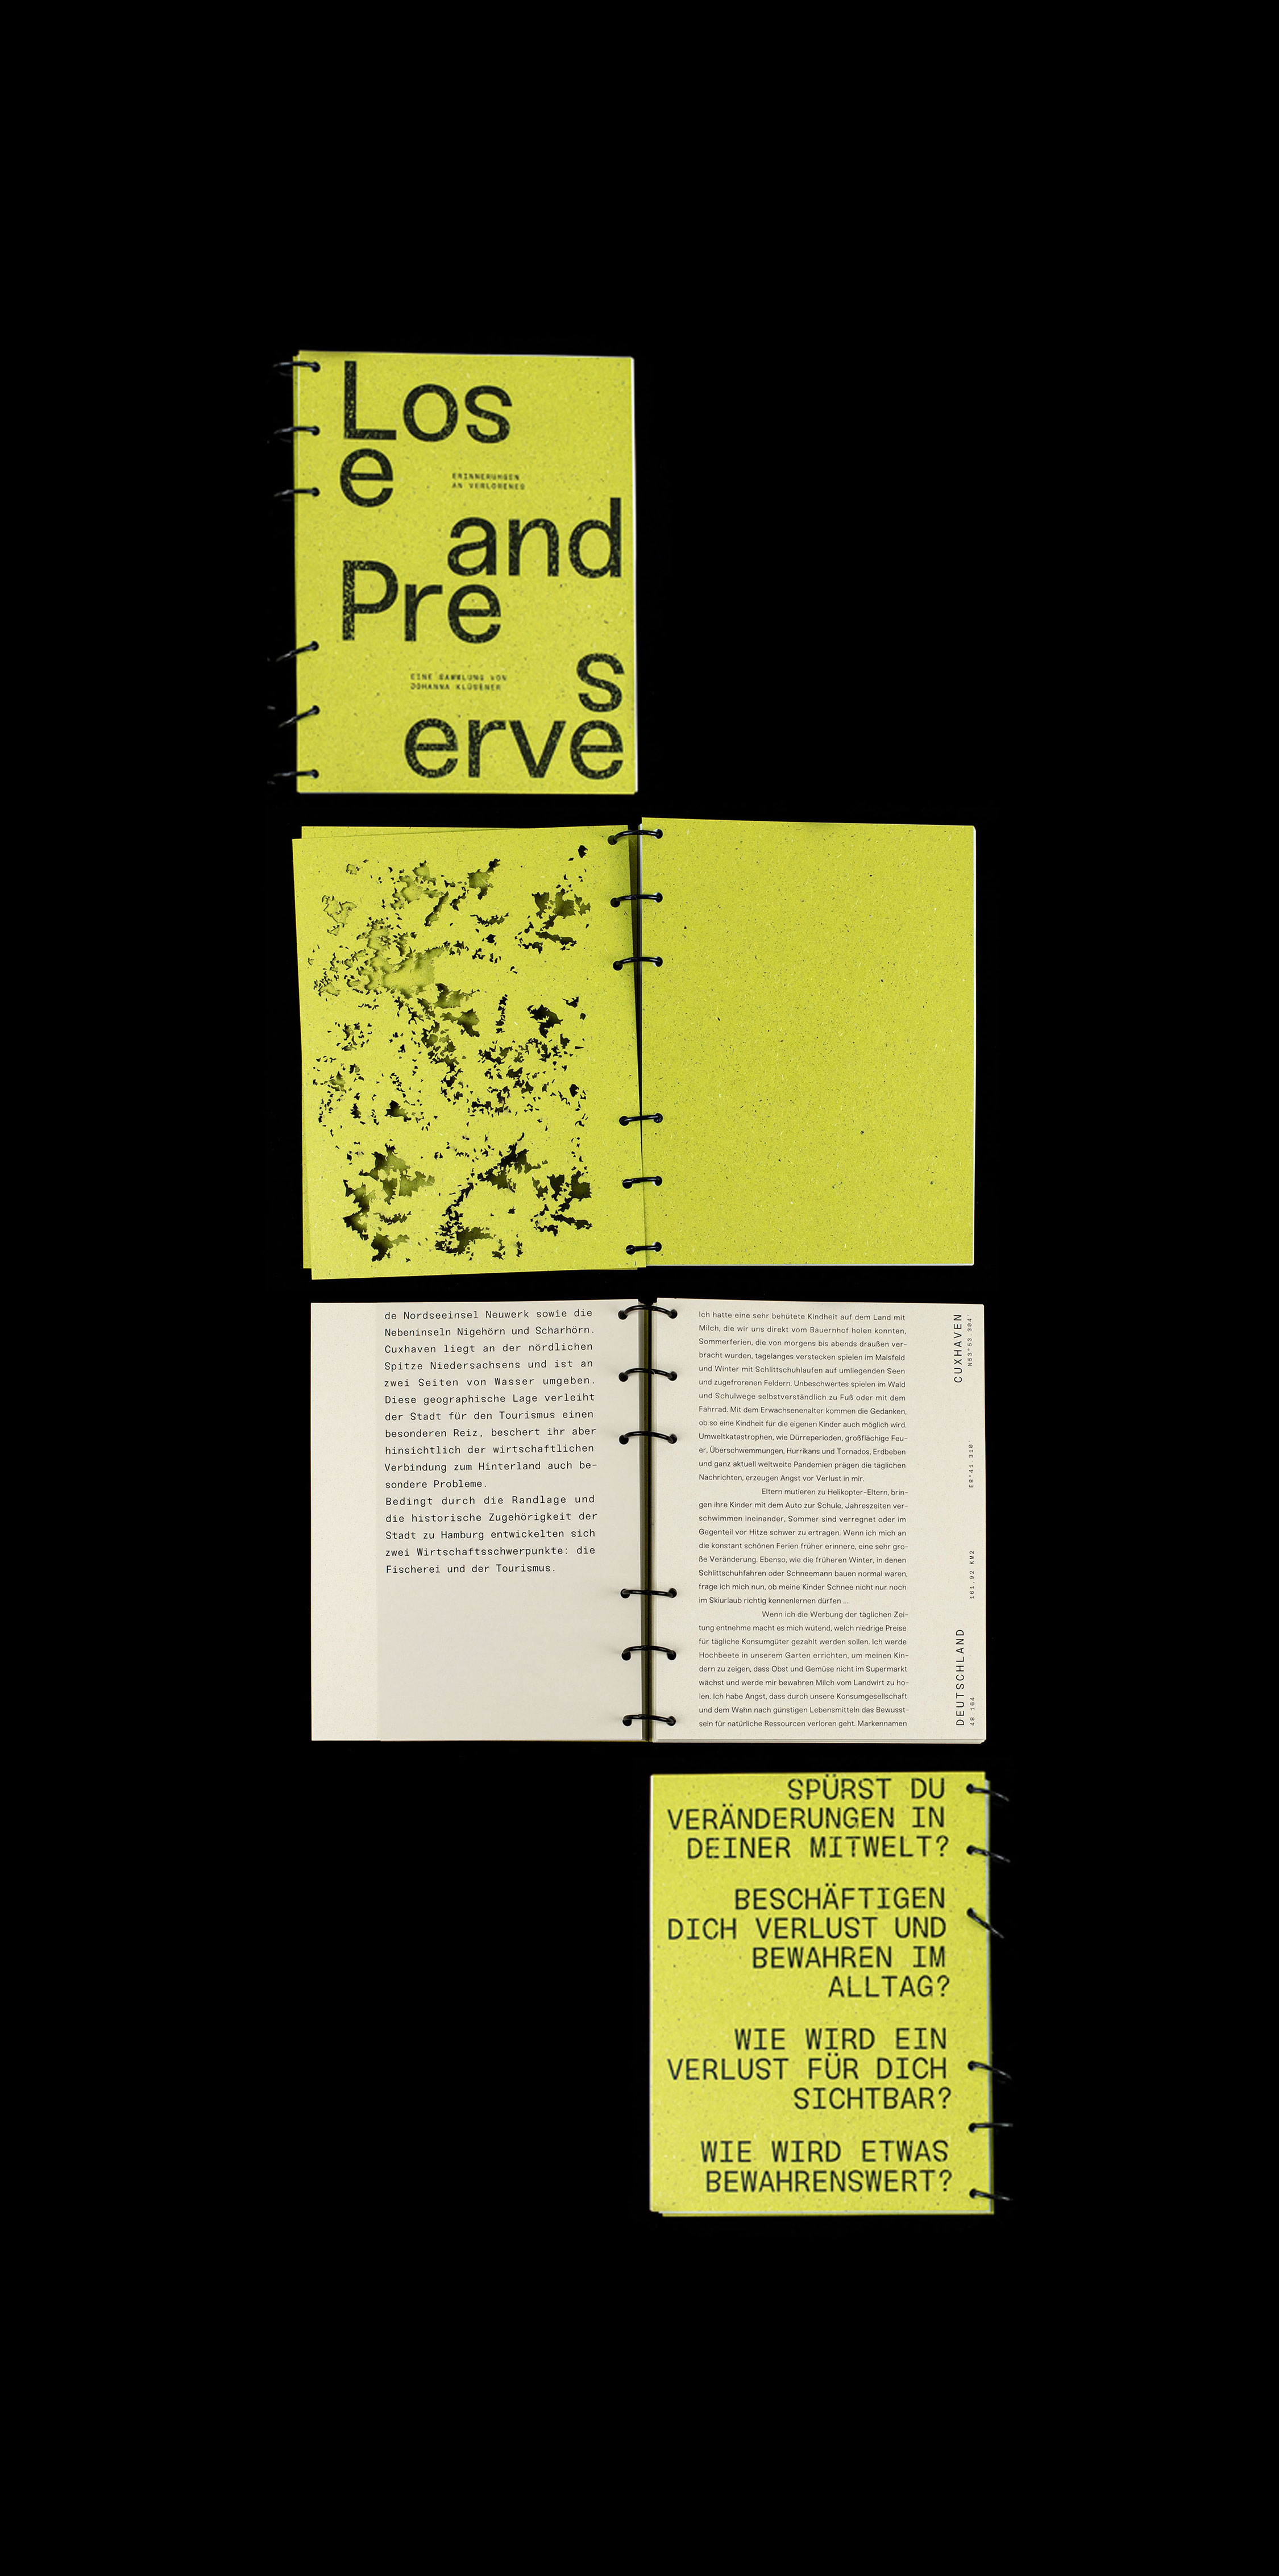 Los
e
ERINNERUNGEN
AN VERLORENES
and
Pre
s
EINE SAMMLUNG VON
JOHANNA KLÜSENER
erve
de Nordseeinsel Neuwerk sowie die
Nebeninseln Nigehörn und Scharhörn.
Cuxhaven liegt an der nördlichen
Spitze Niedersachsens und ist an
zwei Seiten von Wasser umgeben.
Diese geographische Lage verleiht
der Stadt für den Tourismus einen
besonderen Reiz, beschert ihr aber
hinsichtlich der wirtschaftlichen
Verbindung zum Hinterland auch be-
sondere Probleme.
Bedingt durch die Randlage und
die historische Zugehörigkeit der
Stadt zu Hamburg entwickelten sich
zwei Wirtschaftsschwerpunkte: die
Fischerei und der Tourismus.
Ich hatte eine sehr behütete Kindheit auf dem Land mit
Milch, die wir uns direkt vom Bauernhof holen konnten,
Sommerferien, die von morgens bis abends draußen ver-
bracht wurden, tagelanges verstecken spielen im Maisfeld
und Winter mit Schlittschuhlaufen auf umliegenden Seen
und zugefrorenen Feldern. Unbeschwertes spielen im Wald
und Schulwege selbstverständlich zu Fuß oder mit dem
Fahrrad. Mit dem Erwachsenenalter kommen die Gedanken,
ob so eine Kindheit für die eigenen Kinder auch möglich wird.
Umweltkatastrophen, wie Dürreperioden, großflächige Feu-
er, Überschwemmungen, Hurrikans und Tornados, Erdbeben
und ganz aktuell weltweite Pandemien prägen die täglichen
Nachrichten, erzeugen Angst vor Verlust in mir.
Eltern mutieren zu Helikopter-Eltern, brin-
gen ihre Kinder mit dem Auto zur Schule, Jahreszeiten ver-
schwimmen ineinander, Sommer sind verregnet oder im
Gegenteil vor Hitze schwer zu ertragen. Wenn ich mich an
die konstant schönen Ferien früher erinnere, eine sehr gro-
ße Veränderung. Ebenso, wie die früheren Winter, in denen
Schlittschuhfahren oder Schneemann bauen normal waren,
frage ich mich nun, ob meine Kinder Schnee nicht nur noch
im Skiurlaub richtig kennenlernen dürfen ...
Wenn ich die Werbung der täglichen Zei-
tung entnehme macht es mich wütend, welch niedrige Preise
für tägliche Konsumgüter gezahlt werden sollen. Ich werde
Hochbeete in unserem Garten errichten, um meinen Kin-
dern zu zeigen, dass Obst und Gemüse nicht im Supermarkt
wächst und werde mir bewahren Milch vom Landwirt zu ho-
len. Ich habe Angst, dass durch unsere Konsumgesellschaft
und dem Wahn nach günstigen Lebensmitteln das Bewusst-
sein für natürliche Ressourcen verloren geht. Markennamen
CUXHAVEN
N53°53 304'
E8°41 310'
161.92 KM2
DEUTSCHLAND
48 164
SPÜRST DU
VERÄNDERUNGEN IN
DEINER MITWELT?
BESCHÄFTIGEN
DICH VERLUST UND
BEWAHREN IM
ALLTAG?
WIE WIRD EIN
VERLUST FÜR DICH
SICHTBAR?
WIE WIRD ETWAS
BEWAHRENSWERT?